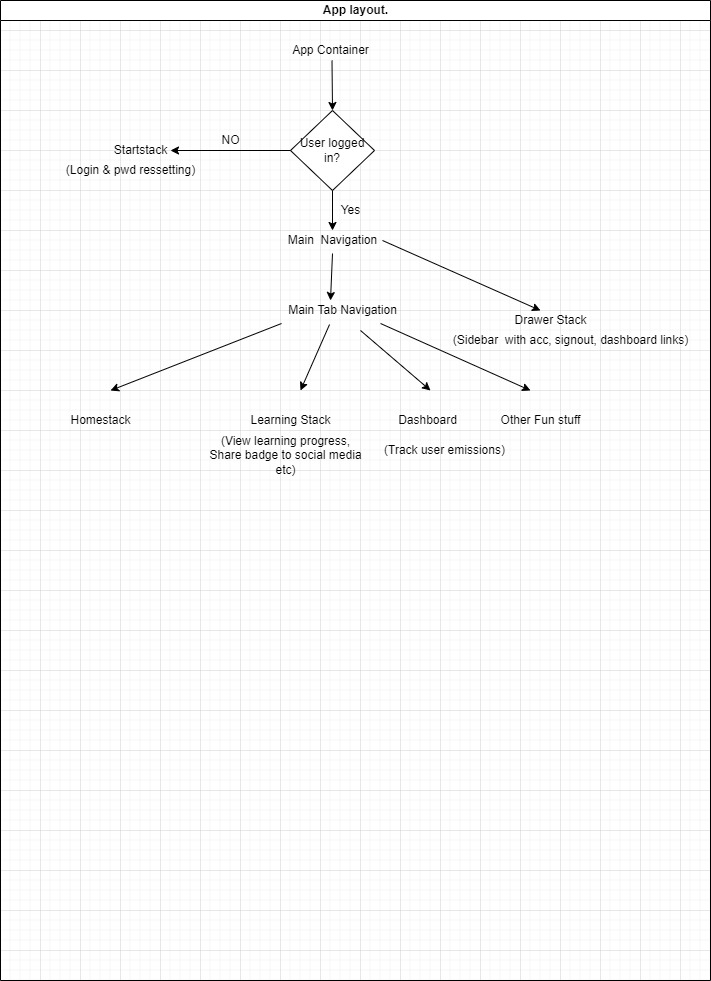 App layout.
App Container
User logged
in?
NO
Startstack
(Login & pwd ressetting)
Yes
Main  Navigation
Main Tab Navigation
Drawer Stack
(Sidebar  with acc, signout, dashboard links)
Homestack
Learning Stack
(View learning progress,
Share badge to social media
etc)
Dashboard
(Track user emissions)
Other Fun stuff